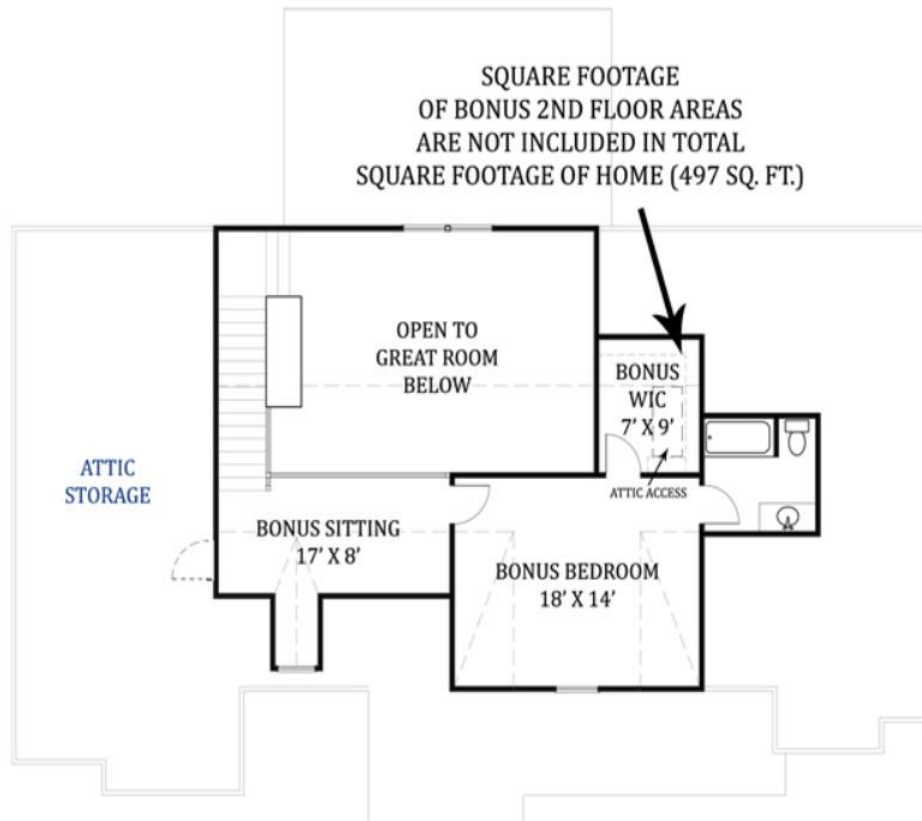 SQUARE FOOTAGE
OF BONUS 2ND FLOOR AREAS
ARE NOT INCLUDED IN TOTAL
SQUARE FOOTAGE OF HOME (497 SQ. FT.)
OPEN TO
GREAT ROOM
BELOW
BONUS
WIC
7' X 9'
ATTIC
STORAGE
ATTIC ACCESS
BONUS SITTING
17' X 8'
BONUS BEDROOM
18' X 14'